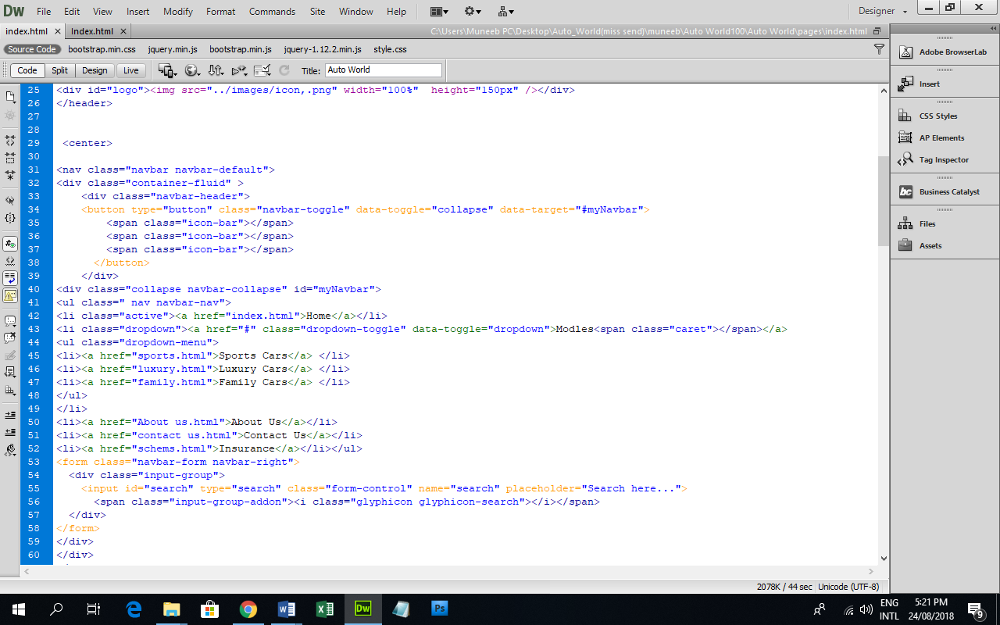 Dw File Edit View Insert Modify Format Commands Site Window Help Designer
index.html × Index.html × C:\Users\Muneeb PC\Desktop\Auto_World(miss send)\muneeb\Auto World100\Auto World\pages\index.html
Source Code bootstrap.min.css jquery.min.js bootstrap.min.js jquery-1.12.2.min.js style.css
Code Split Design Live Title: Auto World
25 <div id="logo"><img src="../images/icon,.png" width="100%"  height="150px" /></div>
26 </header>
27
28
29 <center>
30
31 <nav class="navbar navbar-default">
32 <div class="container-fluid" >
33 <div class="navbar-header">
34 <button type="button" class="navbar-toggle" data-toggle="collapse" data-target="#myNavbar">
35 <span class="icon-bar"></span>
36 <span class="icon-bar"></span>
37 <span class="icon-bar"></span>
38 </button>
39 </div>
40 <div class="collapse navbar-collapse" id="myNavbar">
41 <ul class=" nav navbar-nav">
42 <li class="active"><a href="index.html">Home</a></li>
43 <li class="dropdown"><a href="#" class="dropdown-toggle" data-toggle="dropdown">Modles<span class="caret"></span></a>
44 <ul class="dropdown-menu">
45 <li><a href="sports.html">Sports Cars</a> </li>
46 <li><a href="luxury.html">Luxury Cars</a> </li>
47 <li><a href="family.html">Family Cars</a> </li>
48 </ul>
49 </li>
50 <li><a href="About us.html">About Us</a></li>
51 <li><a href="contact us.html">Contact Us</a></li>
52 <li><a href="schems.html">Insurance</a></li></ul>
53 <form class="navbar-form navbar-right">
54 <div class="input-group">
55 <input id="search" type="search" class="form-control" name="search" placeholder="Search here...">
56 <span class="input-group-addon"><i class="glyphicon glyphicon-search"></i></span>
57 </div>
58 </form>
59 </div>
60 </div>
2078K / 44 sec Unicode (UTF-8)
Adobe BrowserLab
Insert
CSS Styles
AP Elements
Tag Inspector
bc Business Catalyst
Files
Assets
Dw Ps
ENG 5:21 PM
INTL 24/08/2018 9